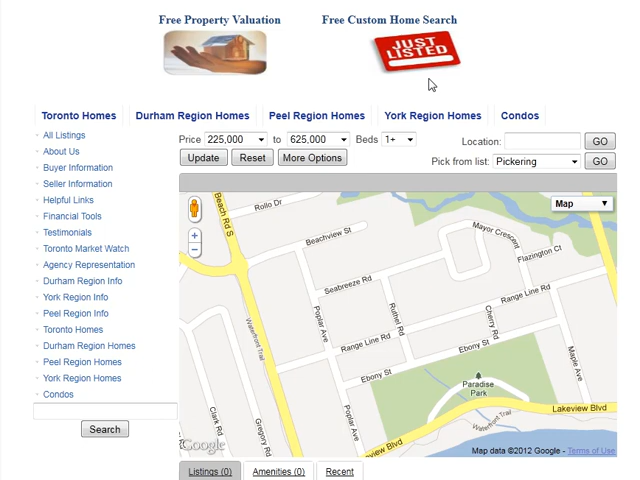 Free Property Valuation
Free Custom Home Search
JUST LISTED
Toronto Homes
Durham Region Homes
Peel Region Homes
York Region Homes
Condos
All Listings
About Us
Buyer Information
Seller Information
Helpful Links
Financial Tools
Testimonials
Toronto Market Watch
Agency Representation
Durham Region Info
York Region Info
Peel Region Info
Toronto Homes
Durham Region Homes
Peel Region Homes
York Region Homes
Condos
Search
Price 225,000 to 625,000 Beds 1+
Location: GO
Update Reset More Options
Pick from list: Pickering GO
Map
Beach Rd S
Rollo Dr
Beachview St
Mayor Crescent
Flazington Ct
Seabreeze Rd
Range Line Rd
Poplar Ave
Ruthel Rd
Cherry Rd
Waterfront Trail
Range Line Rd
Ebony St
Maple Ave
Ebony St
Paradise Park
Lakeview Blvd
Clark Rd
Gregory Rd
Poplar Ave
Waterfront Trail
view Blvd
Google
Map data ©2012 Google - Terms of Use
Listings (0)
Amenities (0)
Recent